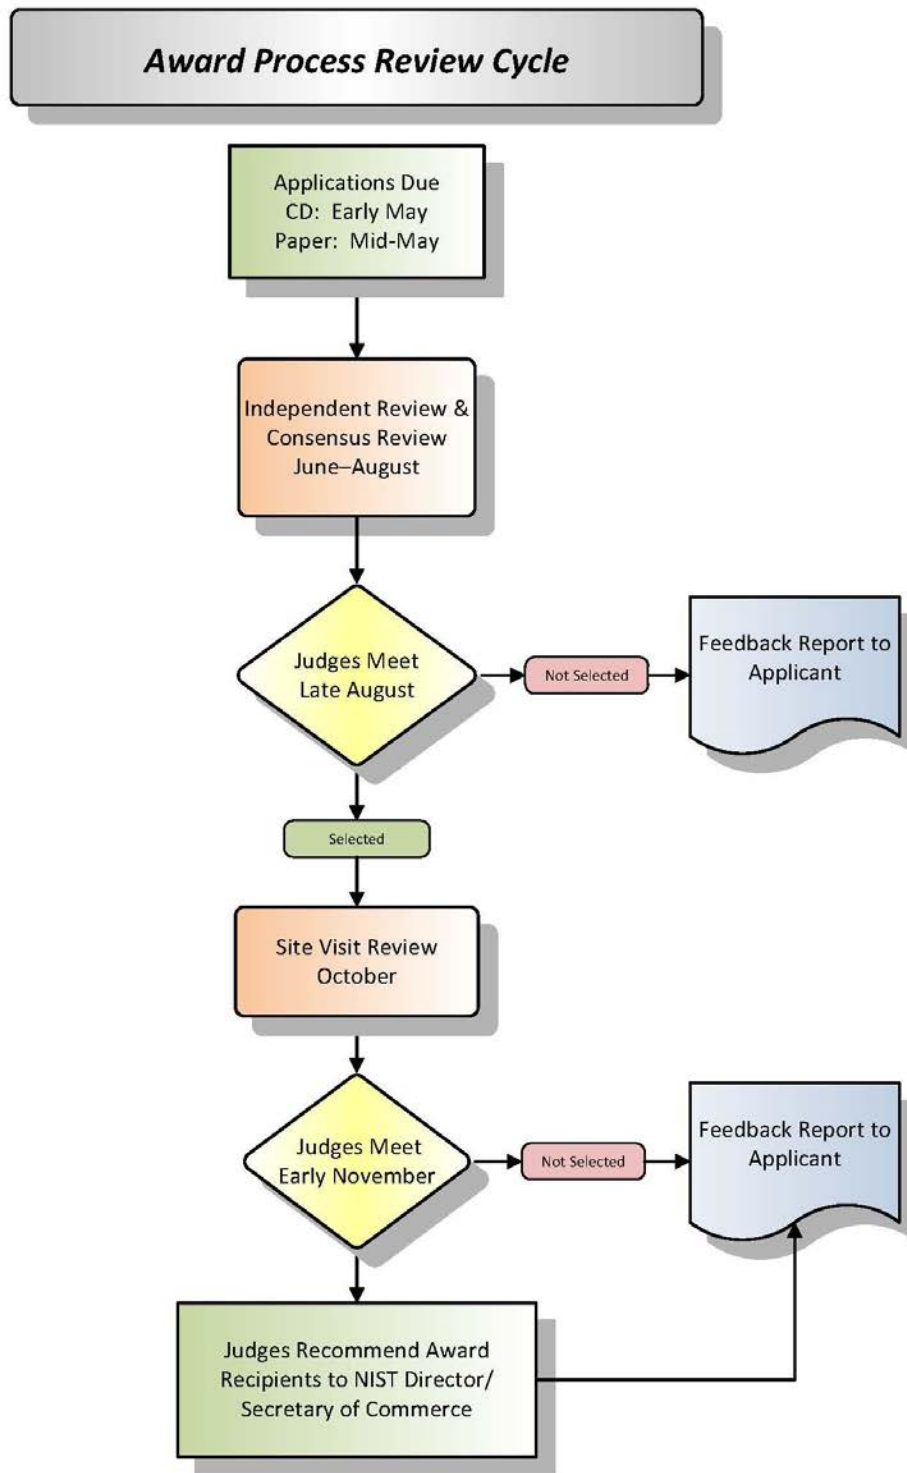 Award Process Review Cycle
Applications Due
CD: Early May
Paper: Mid-May
Independent Review &
Consensus Review
June–August
Judges Meet
Late August
Not Selected
Feedback Report to
Applicant
Selected
Site Visit Review
October
Judges Meet
Early November
Not Selected
Feedback Report to
Applicant
Judges Recommend Award
Recipients to NIST Director/
Secretary of Commerce